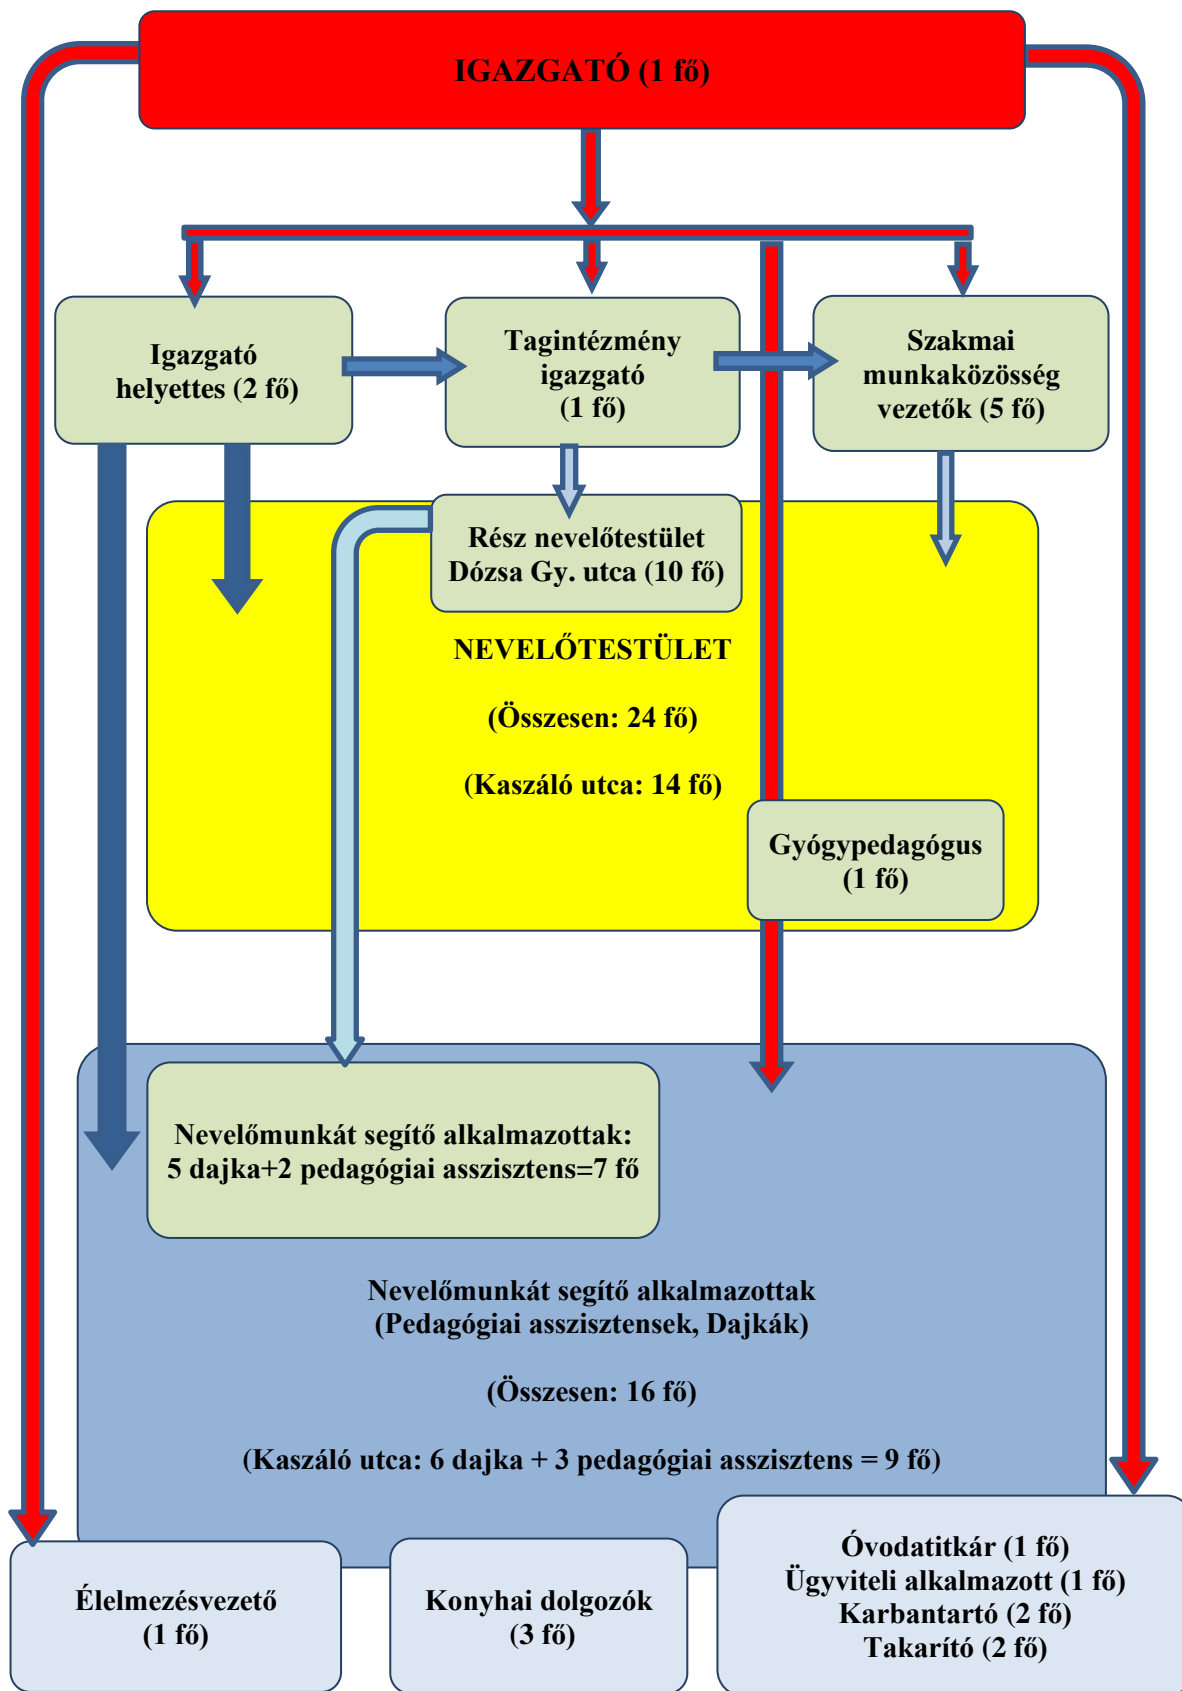 IGAZGATÓ (1 fő)
Igazgató
helyettes (2 fő)
Tagintézmény
igazgató
(1 fő)
Szakmai
munkaközösség
vezetők (5 fő)
Rész nevelőtestület
Dózsa Gy. utca (10 fő)
NEVELŐTESTÜLET
(Összesen: 24 fő)
(Kaszáló utca: 14 fő)
Gyógypedagógus
(1 fő)
Nevelőmunkát segítő alkalmazottak:
5 dajka+2 pedagógiai asszisztens=7 fő
Nevelőmunkát segítő alkalmazottak
(Pedagógiai asszisztensek, Dajkák)
(Összesen: 16 fő)
(Kaszáló utca: 6 dajka + 3 pedagógiai asszisztens = 9 fő)
Élelmezésvezető
(1 fő)
Konyhai dolgozók
(3 fő)
Óvodatitkár (1 fő)
Ügyviteli alkalmazott (1 fő)
Karbantartó (2 fő)
Takarító (2 fő)